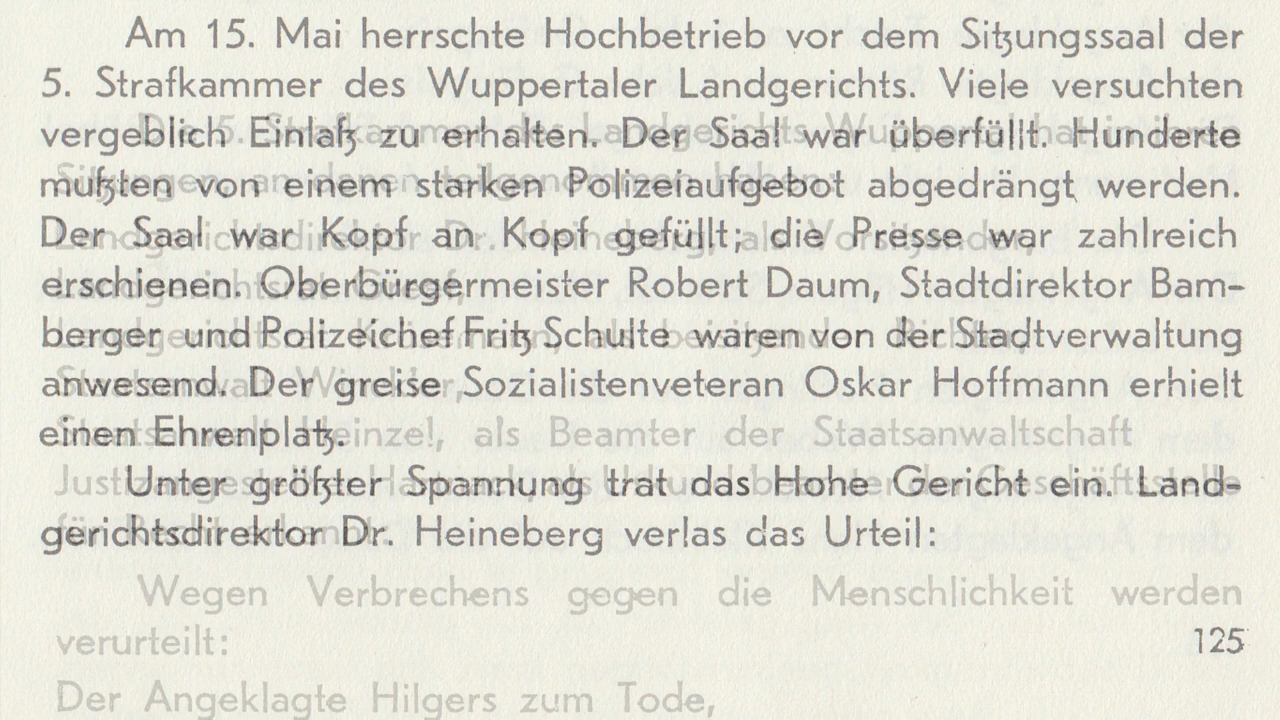 Am 15. Mai herrschte Hochbetrieb vor dem Sitzungssaal der
5. Strafkammer des Wuppertaler Landgerichts. Viele versuchten
vergeblich Einlaß zu erhalten. Der Saal war überfüllt. Hunderte
mußten von einem starken Polizeiaufgebot abgedrängt werden.
Der Saal war Kopf an Kopf gefüllt; die Presse war zahlreich
erschienen. Oberbürgermeister Robert Daum, Stadtdirektor Bam-
berger und Polizeichef Fritz Schulte waren von der Stadtverwaltung
anwesend. Der greise Sozialistenveteran Oskar Hoffmann erhielt
einen Ehrenplatz.
Heinzel, als Beamter der Staatsanwaltschaft
Unter größter Spannung trat das Hohe Gericht ein. Land-
gerichtsdirektor Dr. Heineberg verlas das Urteil:
Wegen Verbrechens gegen die Menschlichkeit werden
verurteilt:
125
Der Angeklagte Hilgers zum Tode,